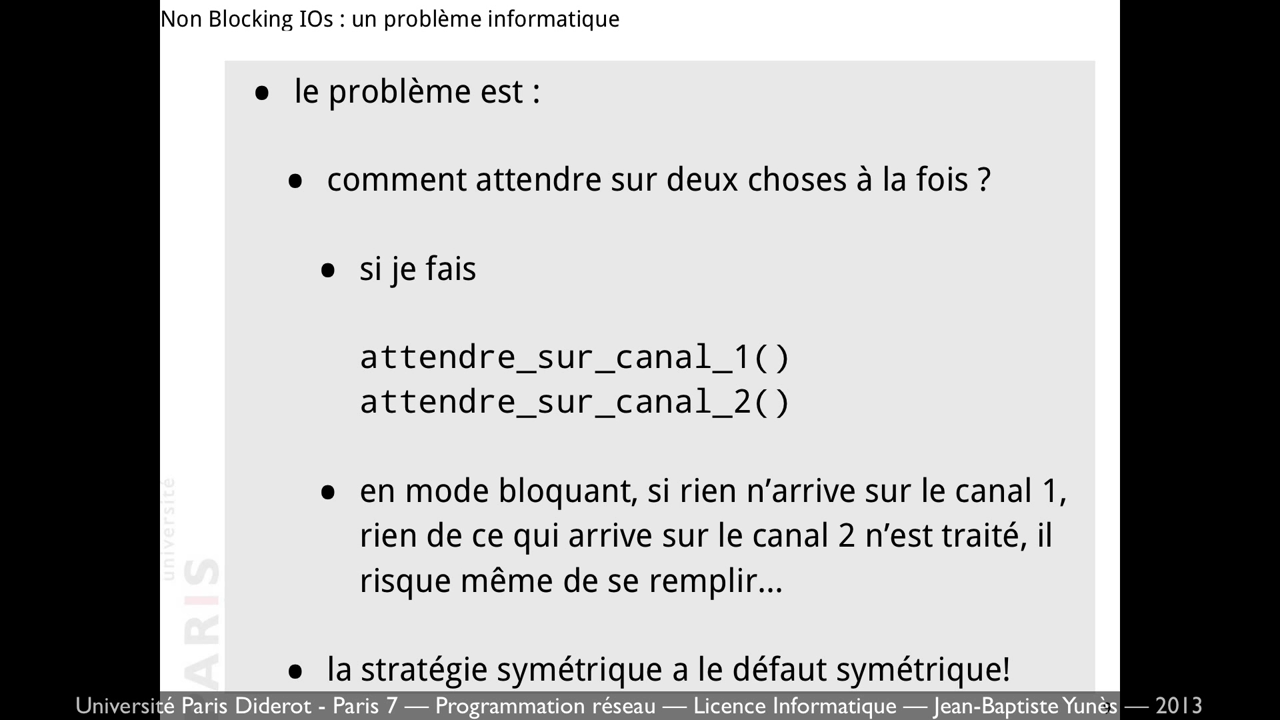 Non Blocking IOs : un problème informatique
• le problème est :
• comment attendre sur deux choses à la fois ?
• si je fais
attendre_sur_canal_1()
attendre_sur_canal_2()
• en mode bloquant, si rien n’arrive sur le canal 1,
rien de ce qui arrive sur le canal 2 n’est traité, il
risque même de se remplir...
• la stratégie symétrique a le défaut symétrique!
université
PARIS
Université Paris Diderot - Paris 7 — Programmation réseau — Licence Informatique — Jean-Baptiste Yunès — 2013